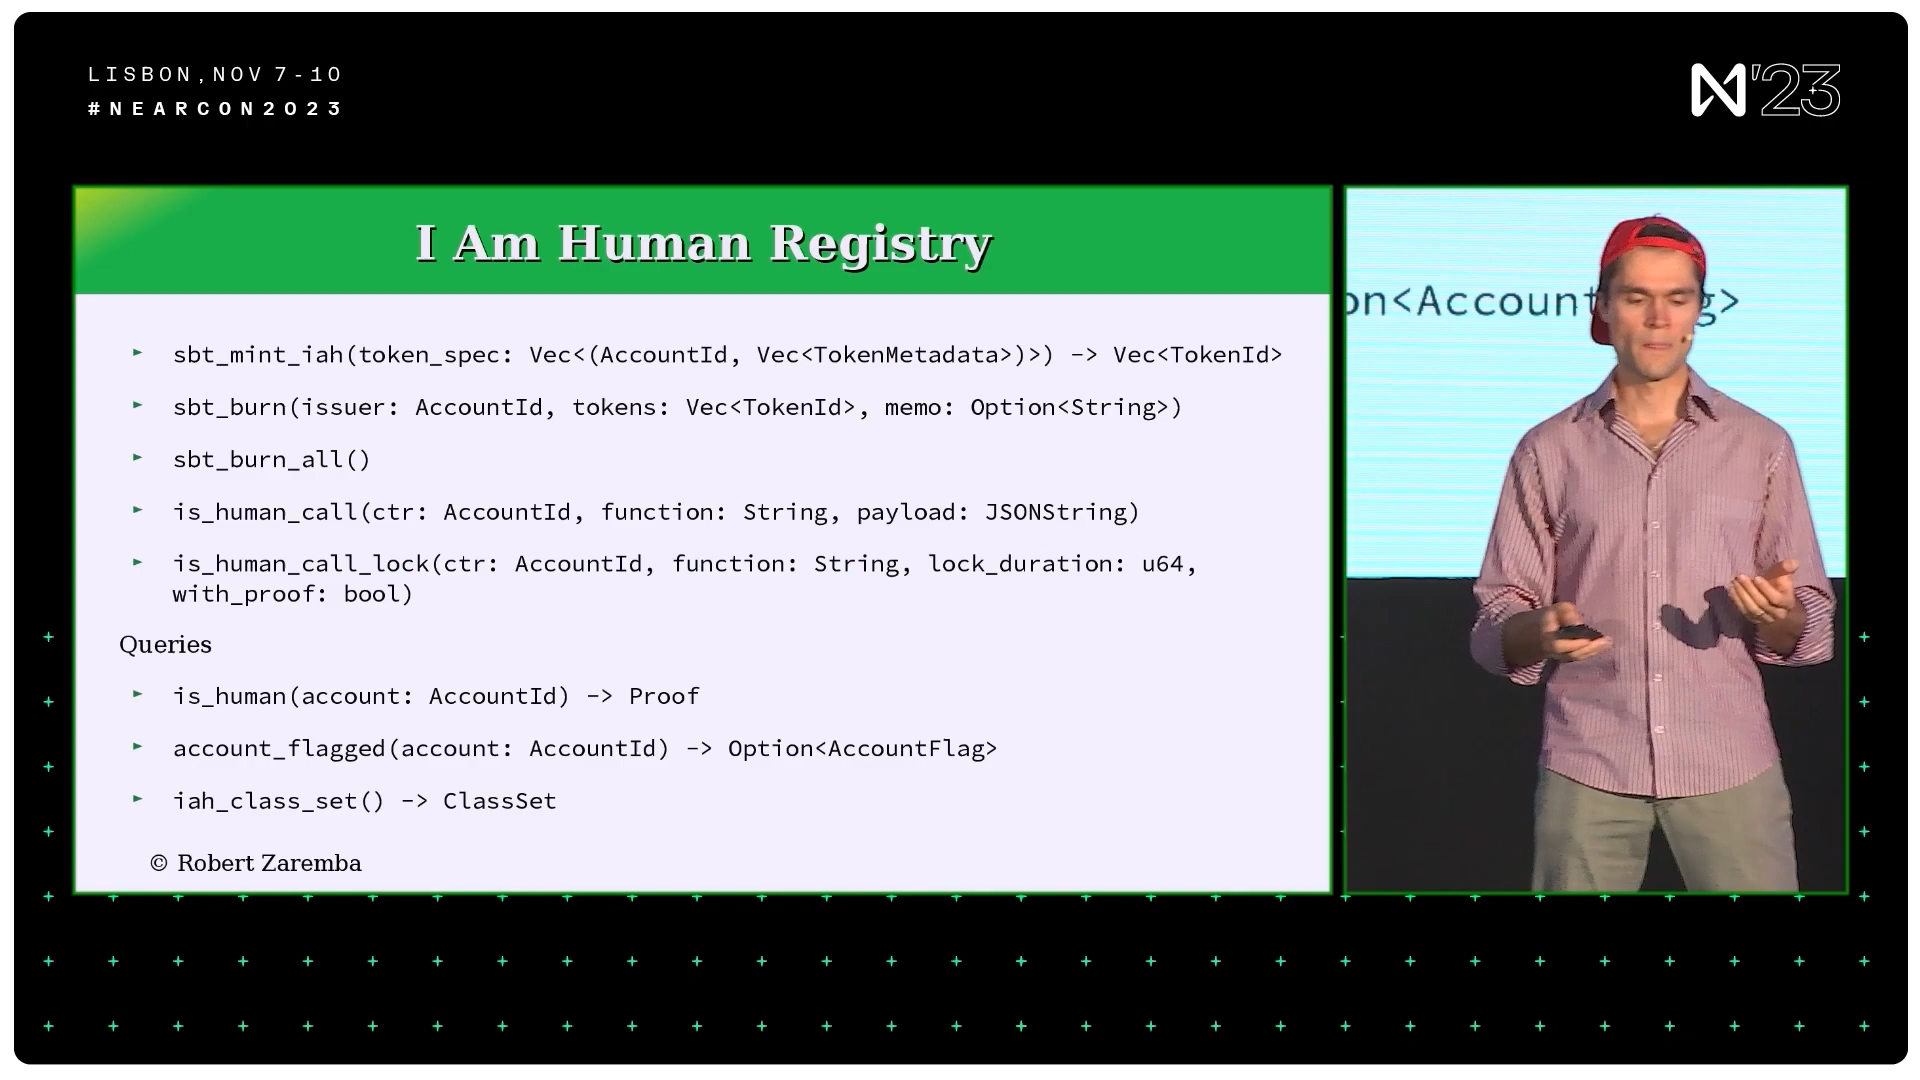 LISBON, NOV 7-10
#NEARCON2023
N'23
I Am Human Registry
sbt_mint_iah(token_spec: Vec<(AccountId, Vec<TokenMetadata>)>) -> Vec<TokenId>
sbt_burn(issuer: AccountId, tokens: Vec<TokenId>, memo: Option<String>)
sbt_burn_all()
is_human_call(ctr: AccountId, function: String, payload: JSONString)
is_human_call_lock(ctr: AccountId, function: String, lock_duration: u64,
with_proof: bool)
Queries
is_human(account: AccountId) -> Proof
account_flagged(account: AccountId) -> Option<AccountFlag>
iah_class_set() -> ClassSet
© Robert Zaremba
on<Account g>